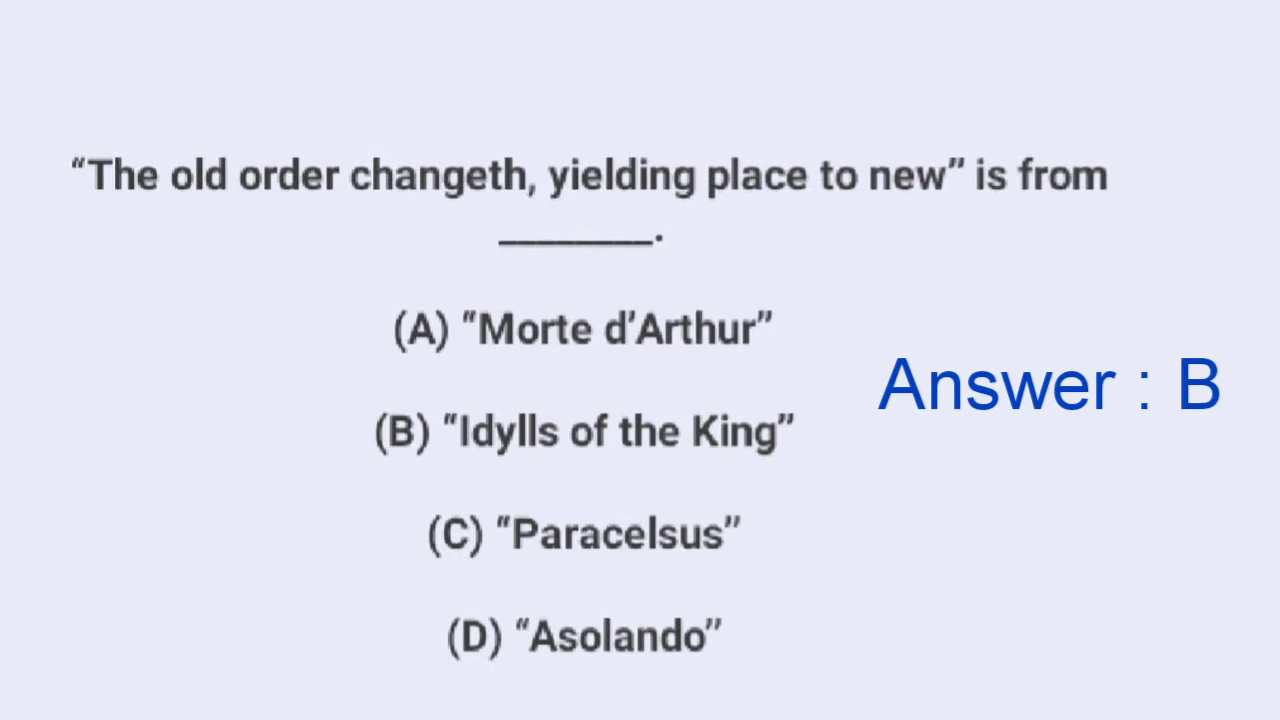 “The old order changeth, yielding place to new” is from
________.
(A) “Morte d’Arthur”
(B) “Idylls of the King”
(C) “Paracelsus”
(D) “Asolando”
Answer : B